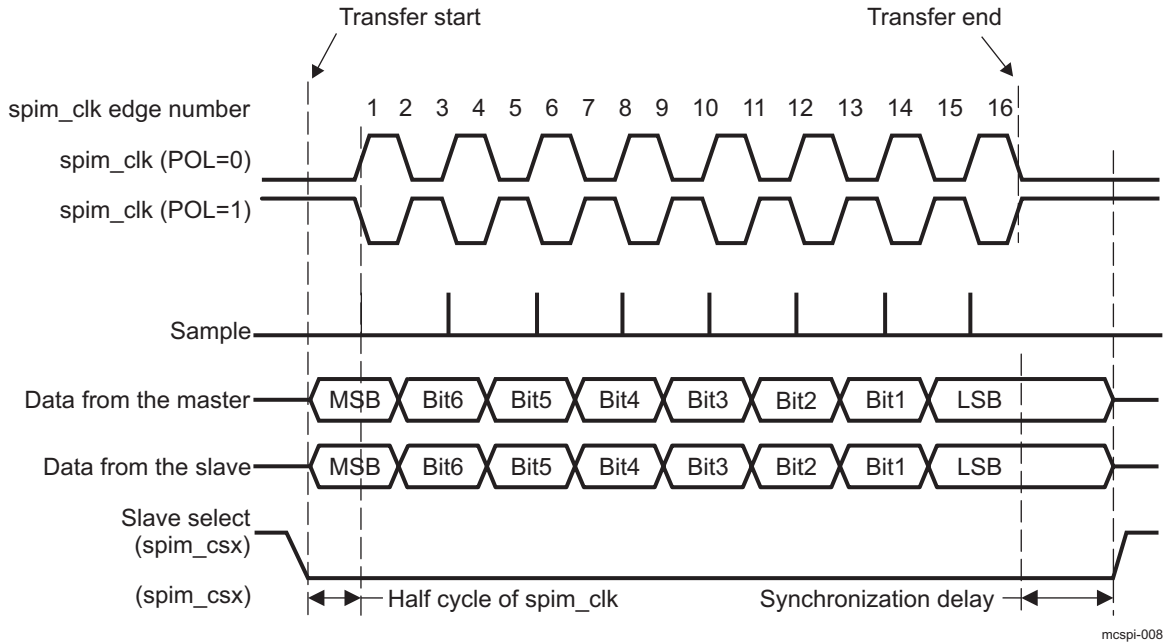 Transfer start
Transfer end
spim_clk edge number 1 2 3 4 5 6 7 8 9 10 11 12 13 14 15 16
spim_clk (POL=0)
spim_clk (POL=1)
Sample
Data from the master MSB Bit6 Bit5 Bit4 Bit3 Bit2 Bit1 LSB
Data from the slave MSB Bit6 Bit5 Bit4 Bit3 Bit2 Bit1 LSB
Slave select
(spim_csx)
(spim_csx) Half cycle of spim_clk Synchronization delay
mcspi-008